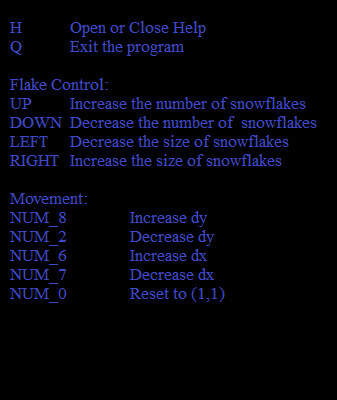 H Open or Close Help
Q Exit the program
Flake Control:
UP Increase the number of snowflakes
DOWN Decrease the number of snowflakes
LEFT Decrease the size of snowflakes
RIGHT Increase the size of snowflakes
Movement:
NUM_8 Increase dy
NUM_2 Decrease dy
NUM_6 Increase dx
NUM_7 Decrease dx
NUM_0 Reset to (1,1)